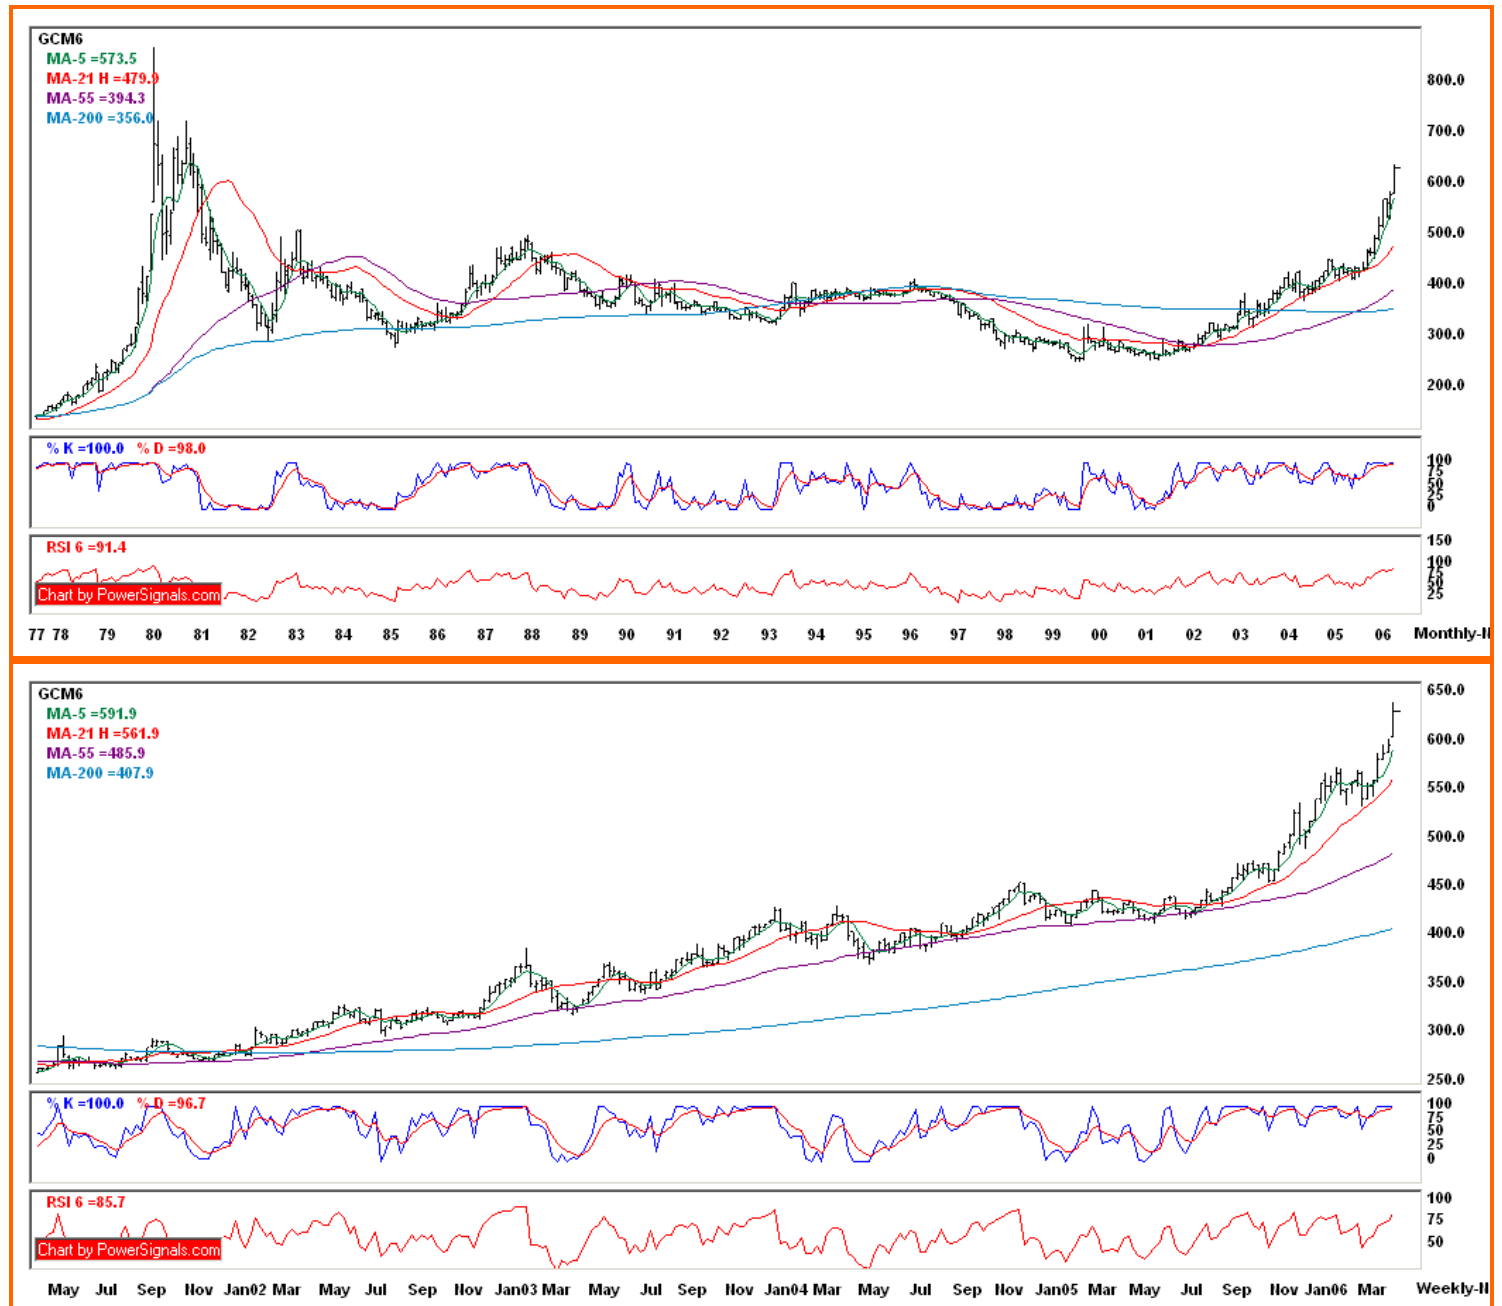 GCM6
MA-5 =573.5
MA-21 H =479.9
MA-55 =394.3
MA-200 =356.0
800.0
700.0
600.0
500.0
400.0
300.0
200.0
% K =100.0 % D =98.0
100
75
50
25
0
RSI 6 =91.4
150
100
75
50
25
Chart by PowerSignals.com
77 78 79 80 81 82 83 84 85 86 87 88 89 90 91 92 93 94 95 96 97 98 99 00 01 02 03 04 05 06 Monthly-N
GCM6
MA-5 =591.9
MA-21 H =561.9
MA-55 =485.9
MA-200 =407.9
650.0
600.0
550.0
500.0
450.0
400.0
350.0
300.0
250.0
% K =100.0 % D =96.7
100
75
50
25
0
RSI 6 =85.7
100
75
50
Chart by PowerSignals.com
May Jul Sep Nov Jan02 Mar May Jul Sep Nov Jan03 Mar May Jul Sep Nov Jan04 Mar May Jul Sep Nov Jan05 Mar May Jul Sep Nov Jan06 Mar Weekly-N